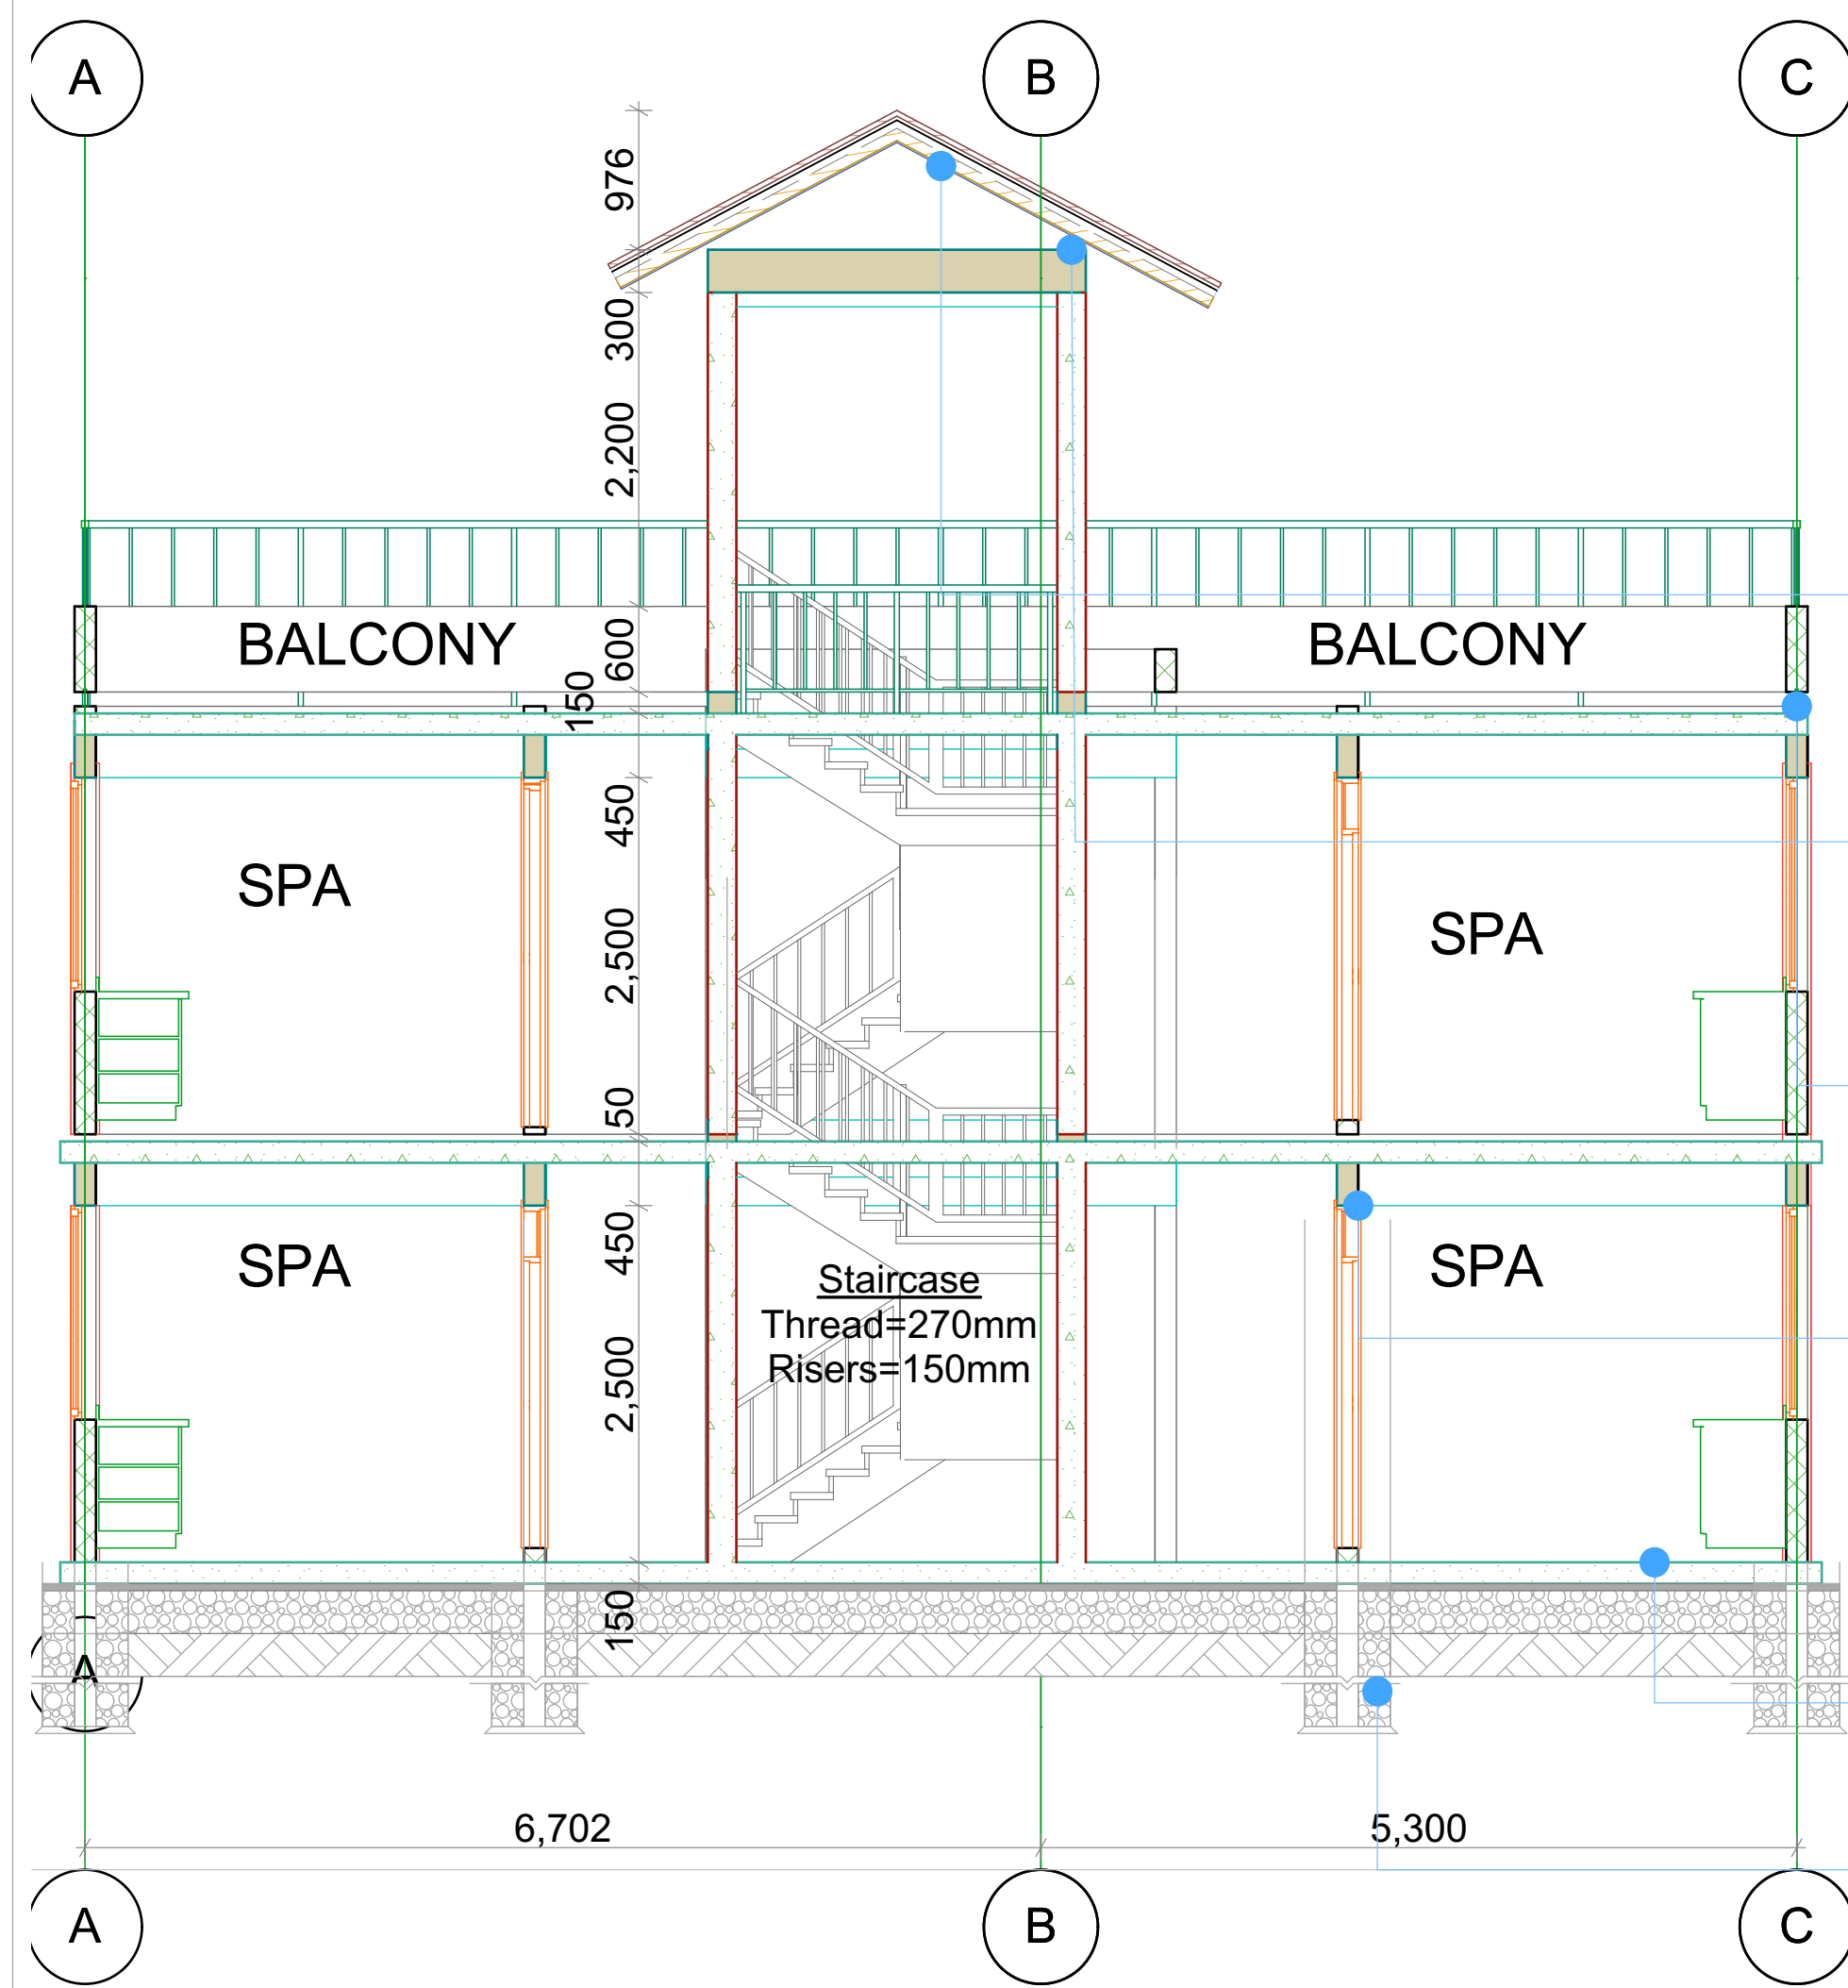 A
B
C
976
300
2,200
BALCONY
600
BALCONY
150
450
SPA
2,500
SPA
50
450
SPA
SPA
Staircase
Thread=270mm
Risers=150mm
2,500
150
A
6,702
5,300
A
B
C